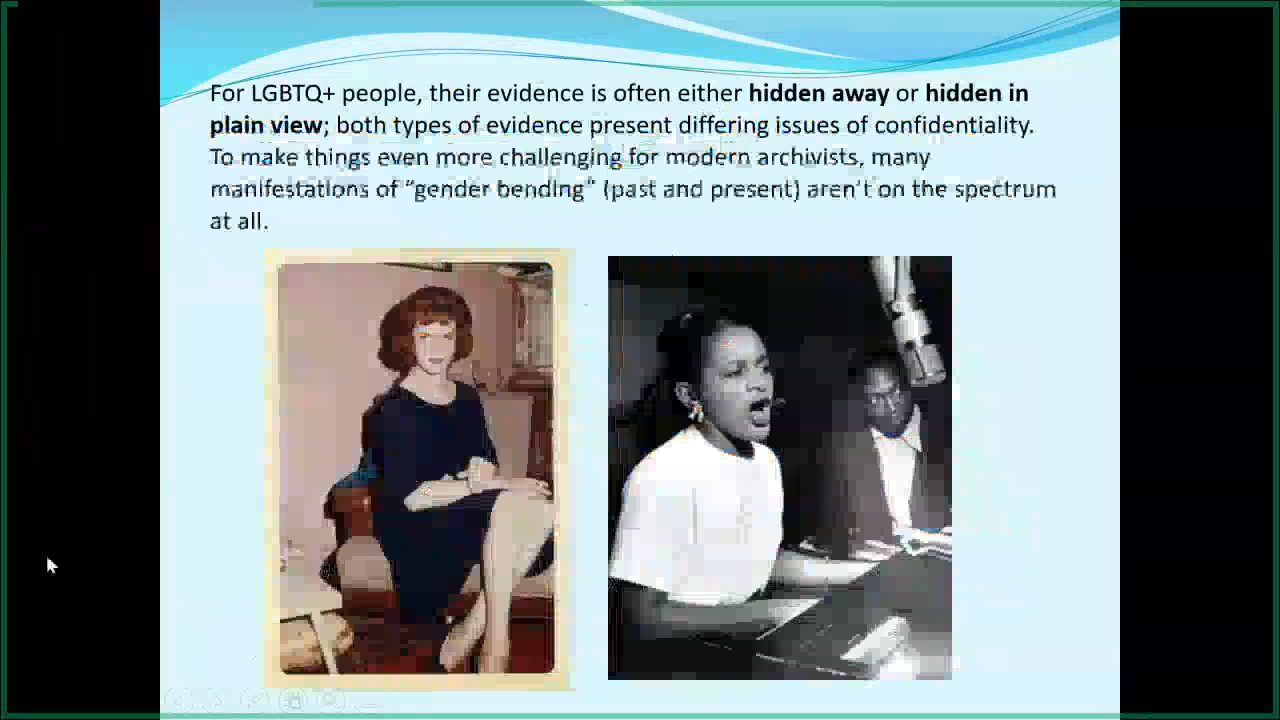 For LGBTQ+ people, their evidence is often either hidden away or hidden in
plain view; both types of evidence present differing issues of confidentiality.
To make things even more challenging for modern archivists, many
manifestations of “gender bending” (past and present) aren’t on the spectrum
at all.